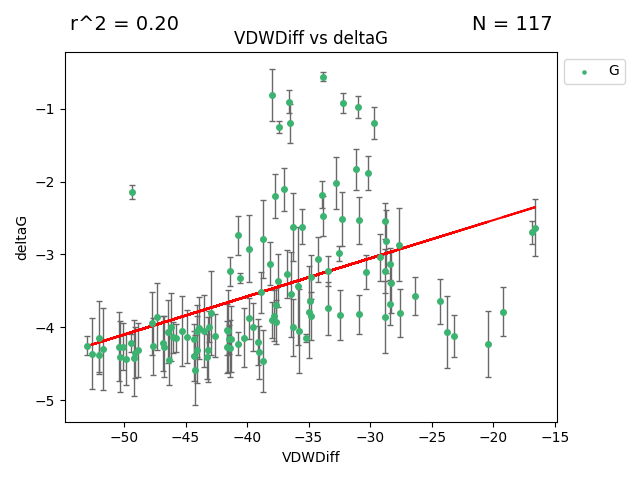 r^2 = 0.20
N = 117
VDWDiff vs deltaG
G
deltaG
−1
−2
−3
−4
−5
−50
−45
−40
−35
−30
−25
−20
−15
VDWDiff